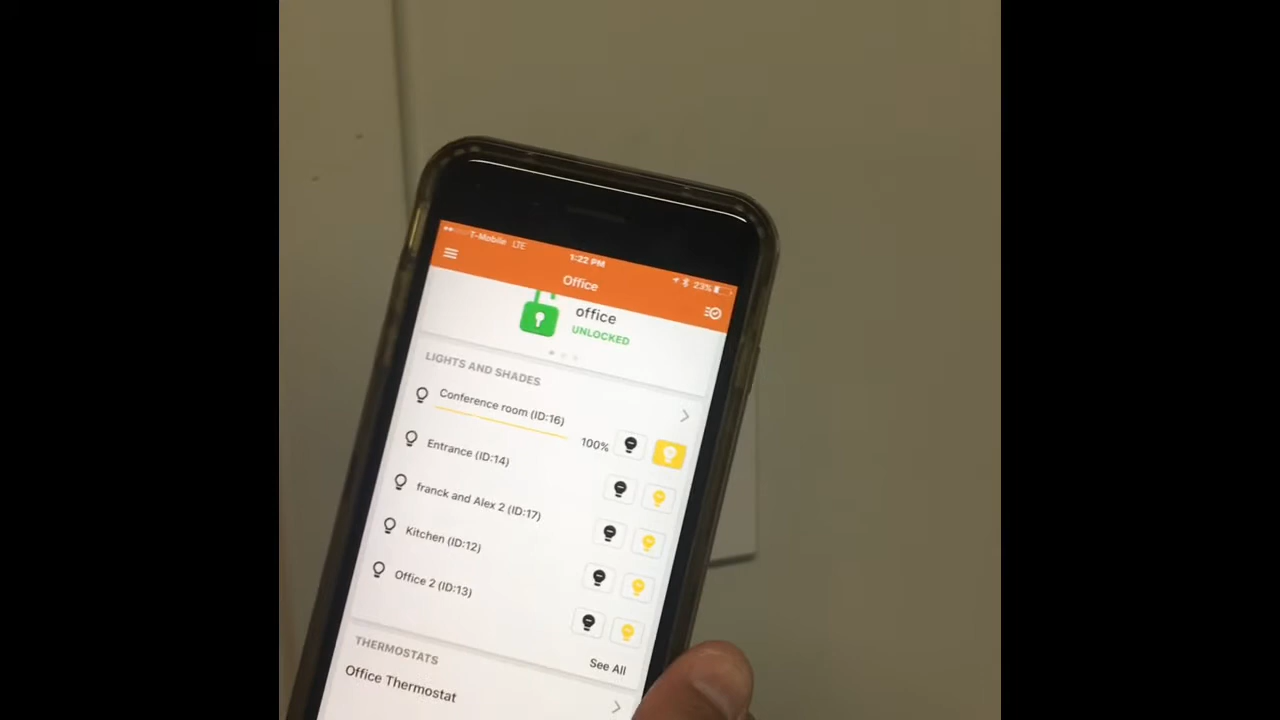 T-Mobile LTE
1:22 PM
23%
Office
office
UNLOCKED
LIGHTS AND SHADES
Conference room (ID:16)
100%
Entrance (ID:14)
franck and Alex 2 (ID:17)
Kitchen (ID:12)
Office 2 (ID:13)
See All
THERMOSTATS
Office Thermostat